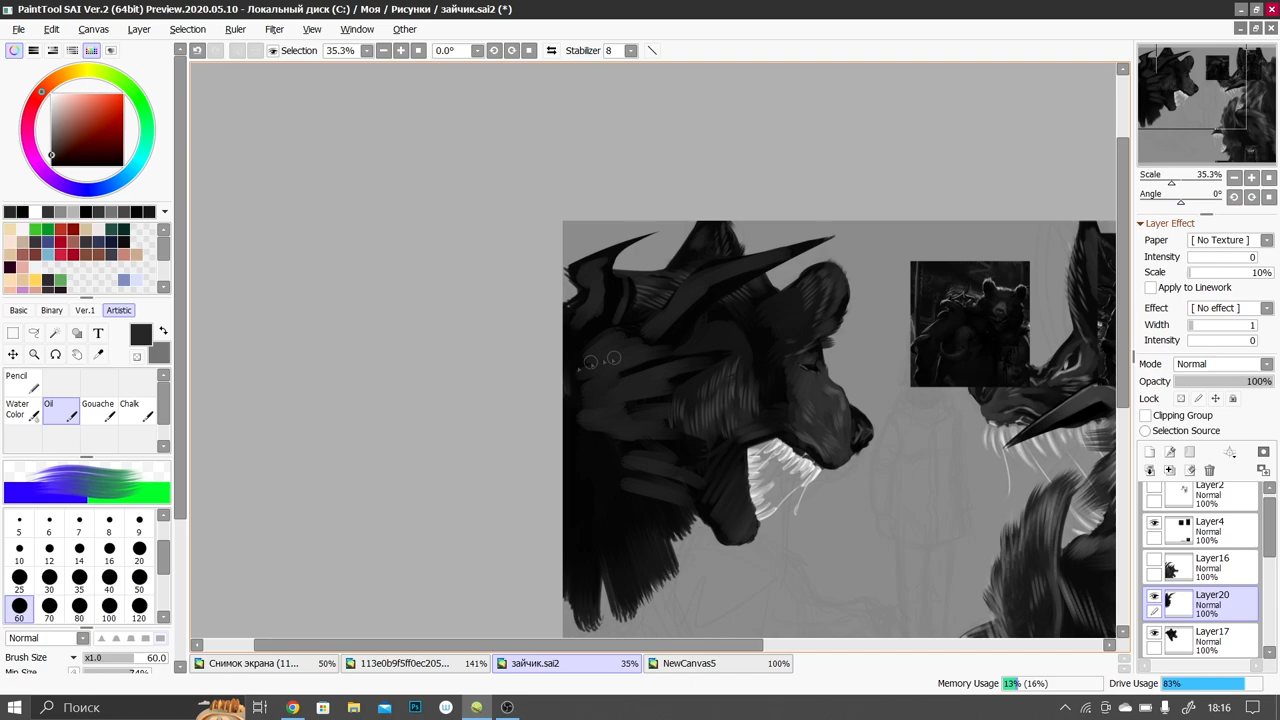 PaintTool SAI Ver.2 (64bit) Preview.2020.05.10 - Локальный диск (C:) / Моя / Рисунки / зайчик.sai2 (*)
File Edit Canvas Layer Selection Ruler Filter View Window Other
Selection 35.3% 0.0° Stabilizer 8
Scale 35.3%
Angle 0°
Layer Effect
Paper [ No Texture ]
Intensity 0
Scale 10%
Apply to Linework
Effect [ No effect ]
Width 1
Intensity 0
Mode Normal
Opacity 100%
Lock
Clipping Group
Selection Source
Layer2
Normal
100%
Layer4
Normal
100%
Layer16
Normal
100%
Layer20
Normal
100%
Layer17
Normal
100%
Basic Binary Ver.1 Artistic
T
Pencil
Water Color Oil Gouache Chalk
5 6 7 8 9
10 12 14 16 20
25 30 35 40 50
60 70 80 100 120
Normal
Brush Size x1.0 60.0
Min Size 74%
Снимок экрана (11... 50% 113e0b9f5ff0ec205... 141% зайчик.sai2 35% NewCanvas5 100%
Memory Usage 13% (16%) Drive Usage 83%
Поиск Ps 18:16